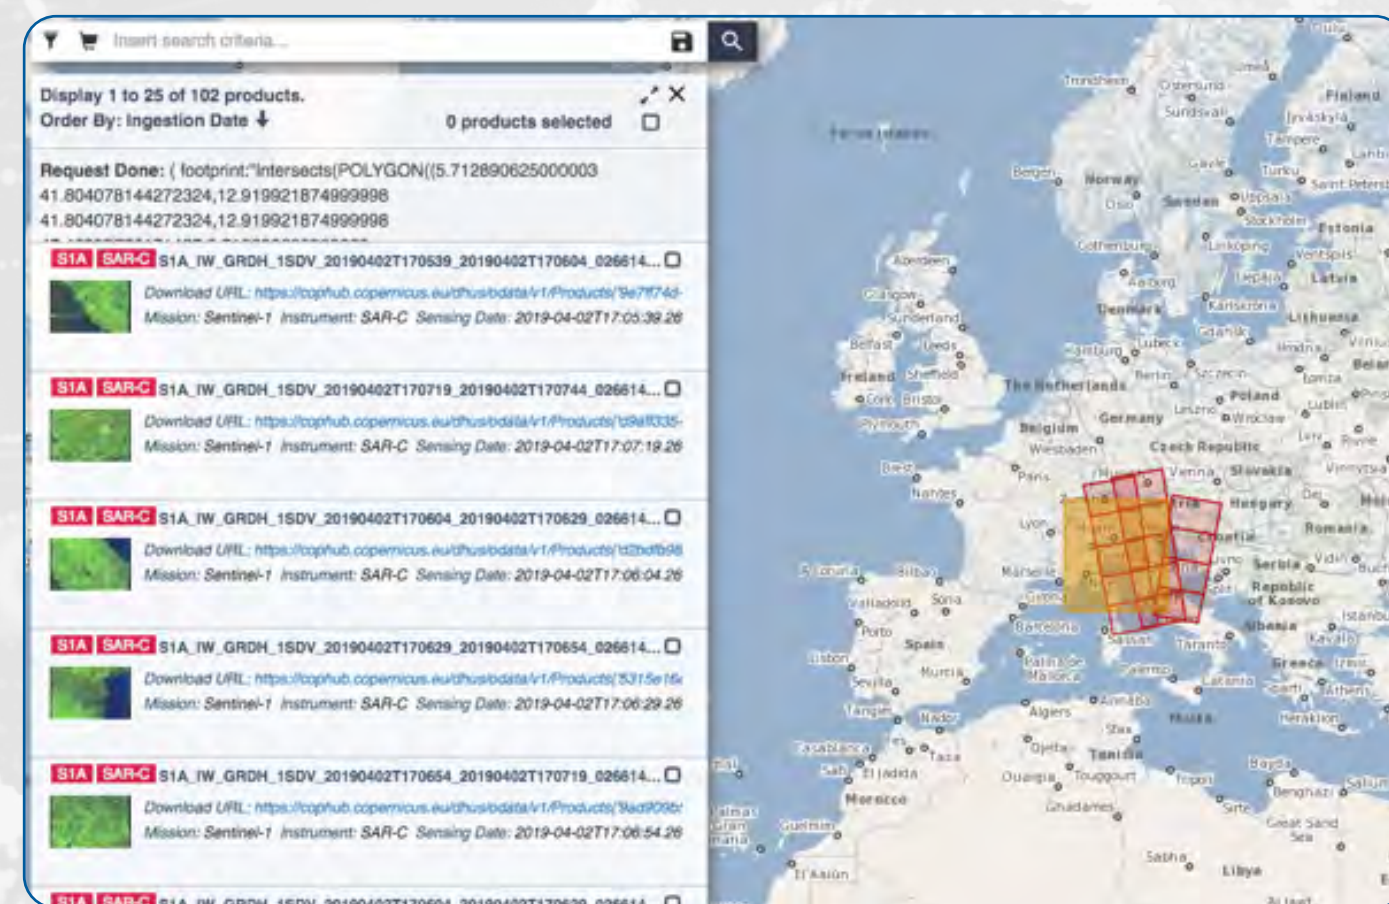 Insert search criteria...
Display 1 to 25 of 102 products.
Order By: Ingestion Date
0 products selected
Request Done: ( footprint:"Intersects(POLYGON((5.712890625000003
41.804078144272324,12.919921874999998
41.804078144272324,12.919921874999998
S1A SAR-C S1A_IW_GRDH_1SDV_20190402T170539_20190402T170604_026614...
Download URL: https://cophub.copernicus.eu/dhus/odata/v1/Products(
Mission: Sentinel-1 Instrument: SAR-C Sensing Date: 2019-04-02T17:05:39.26
S1A SAR-C S1A_IW_GRDH_1SDV_20190402T170719_20190402T170744_026614...
Download URL: https://cophub.copernicus.eu/dhus/odata/v1/Products(
Mission: Sentinel-1 Instrument: SAR-C Sensing Date: 2019-04-02T17:07:19.26
S1A SAR-C S1A_IW_GRDH_1SDV_20190402T170604_20190402T170629_026614...
Download URL: https://cophub.copernicus.eu/dhus/odata/v1/Products(
Mission: Sentinel-1 Instrument: SAR-C Sensing Date: 2019-04-02T17:06:04.26
S1A SAR-C S1A_IW_GRDH_1SDV_20190402T170629_20190402T170654_026614...
Download URL: https://cophub.copernicus.eu/dhus/odata/v1/Products(
Mission: Sentinel-1 Instrument: SAR-C Sensing Date: 2019-04-02T17:06:29.26
S1A SAR-C S1A_IW_GRDH_1SDV_20190402T170654_20190402T170719_026614...
Download URL: https://cophub.copernicus.eu/dhus/odata/v1/Products(
Mission: Sentinel-1 Instrument: SAR-C Sensing Date: 2019-04-02T17:06:54.26
S1A SAR-C
Trondheim
Östersund
Umeå
Sundsvall
Finland
Jyväskylä
Tampere
Gävle
Turku
Bergen
Norway
Oslo
Sweden
Uppsala
Stockholm
Estonia
Gothenburg
Linköping
Ventspils
Aberdeen
Aalborg
Liepāja
Latvia
Glasgow
Denmark
Karlskrona
Sunderland
Lithuania
Belfast
Leeds
Hamburg
Lübeck
Gdańsk
Ireland
Sheffield
The Netherlands
Berlin
Szczecin
Łomża
Cork
Bristol
Poland
Germany
Leszno
Wrocław
Lublin
Plymouth
Belgium
Wiesbaden
Czech Republic
Lviv
Rivne
Brest
Paris
Vienna
Slovakia
Vinnytsia
Nantes
Hungary
Lyon
Croatia
Romania
A Coruña
Bilbao
Marseille
Serbia
Vidin
Girona
Republic
of Kosovo
Valladolid
Soria
Porto
Barcelona
Sassari
Albania
Istanbul
Spain
Taranto
Kavala
Lisbon
Murcia
Palma de
Mallorca
Palermo
Greece
Izmir
Sevilla
Catania
Athens
Tangier
Nador
Algiers
Annaba
Malta
Heraklion
Casablanca
Taza
Sfax
Djelfa
Tunisia
El Jadida
Ouargla
Touggourt
Tripoli
Bayda
Benghazi
Morocco
Sirte
Ghadames
Guelmim
Great Sand
Sea
Sabha
Libya
El Aaiún